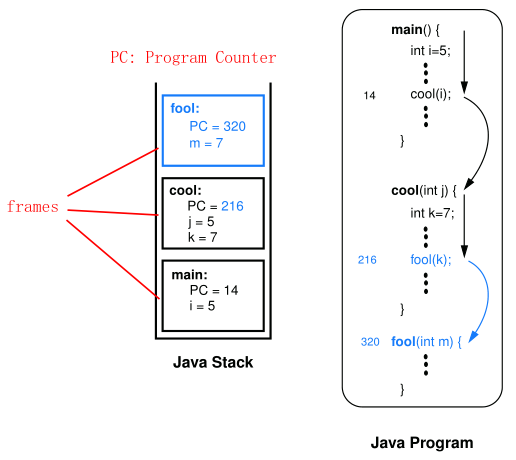 PC: Program Counter
fool:
PC = 320
m = 7
cool:
PC = 216
j = 5
k = 7
main:
PC = 14
i = 5
frames
Java Stack
main() {
int i=5;
14 cool(i);
}
cool(int j) {
int k=7;
216 fool(k);
}
320 fool(int m) {
}
Java Program